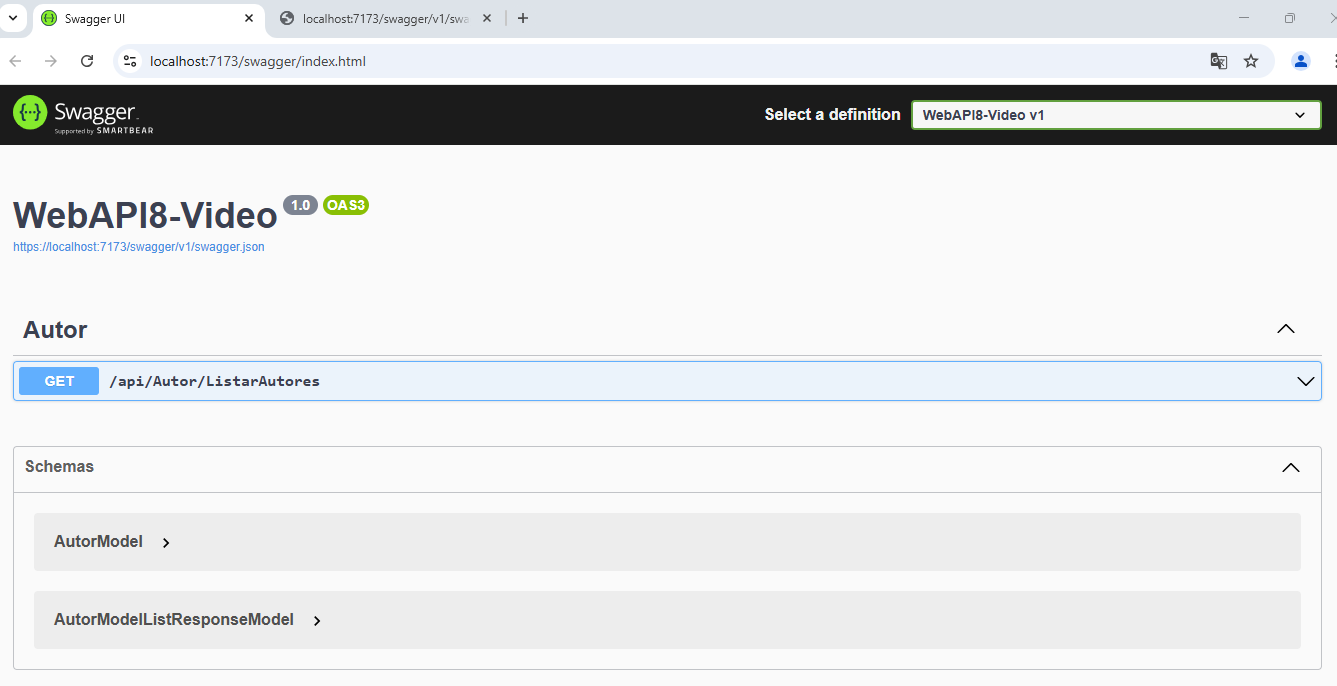 Swagger UI
localhost:7173/swagger/v1/swa
localhost:7173/swagger/index.html
Swagger
Supported by SMARTBEAR
Select a definition
WebAPI8-Video v1
WebAPI8-Video 1.0 OAS3
https://localhost:7173/swagger/v1/swagger.json
Autor
GET /api/Autor/ListarAutores
Schemas
AutorModel
AutorModelListResponseModel